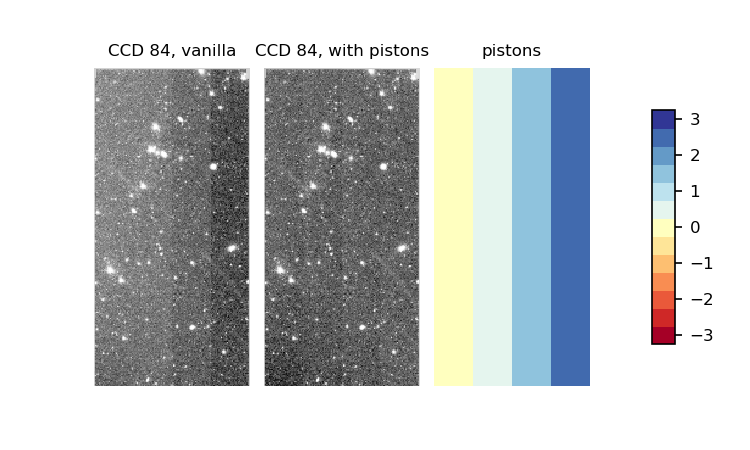 CCD 84, vanilla
CCD 84, with pistons
pistons
3
2
1
0
−1
−2
−3